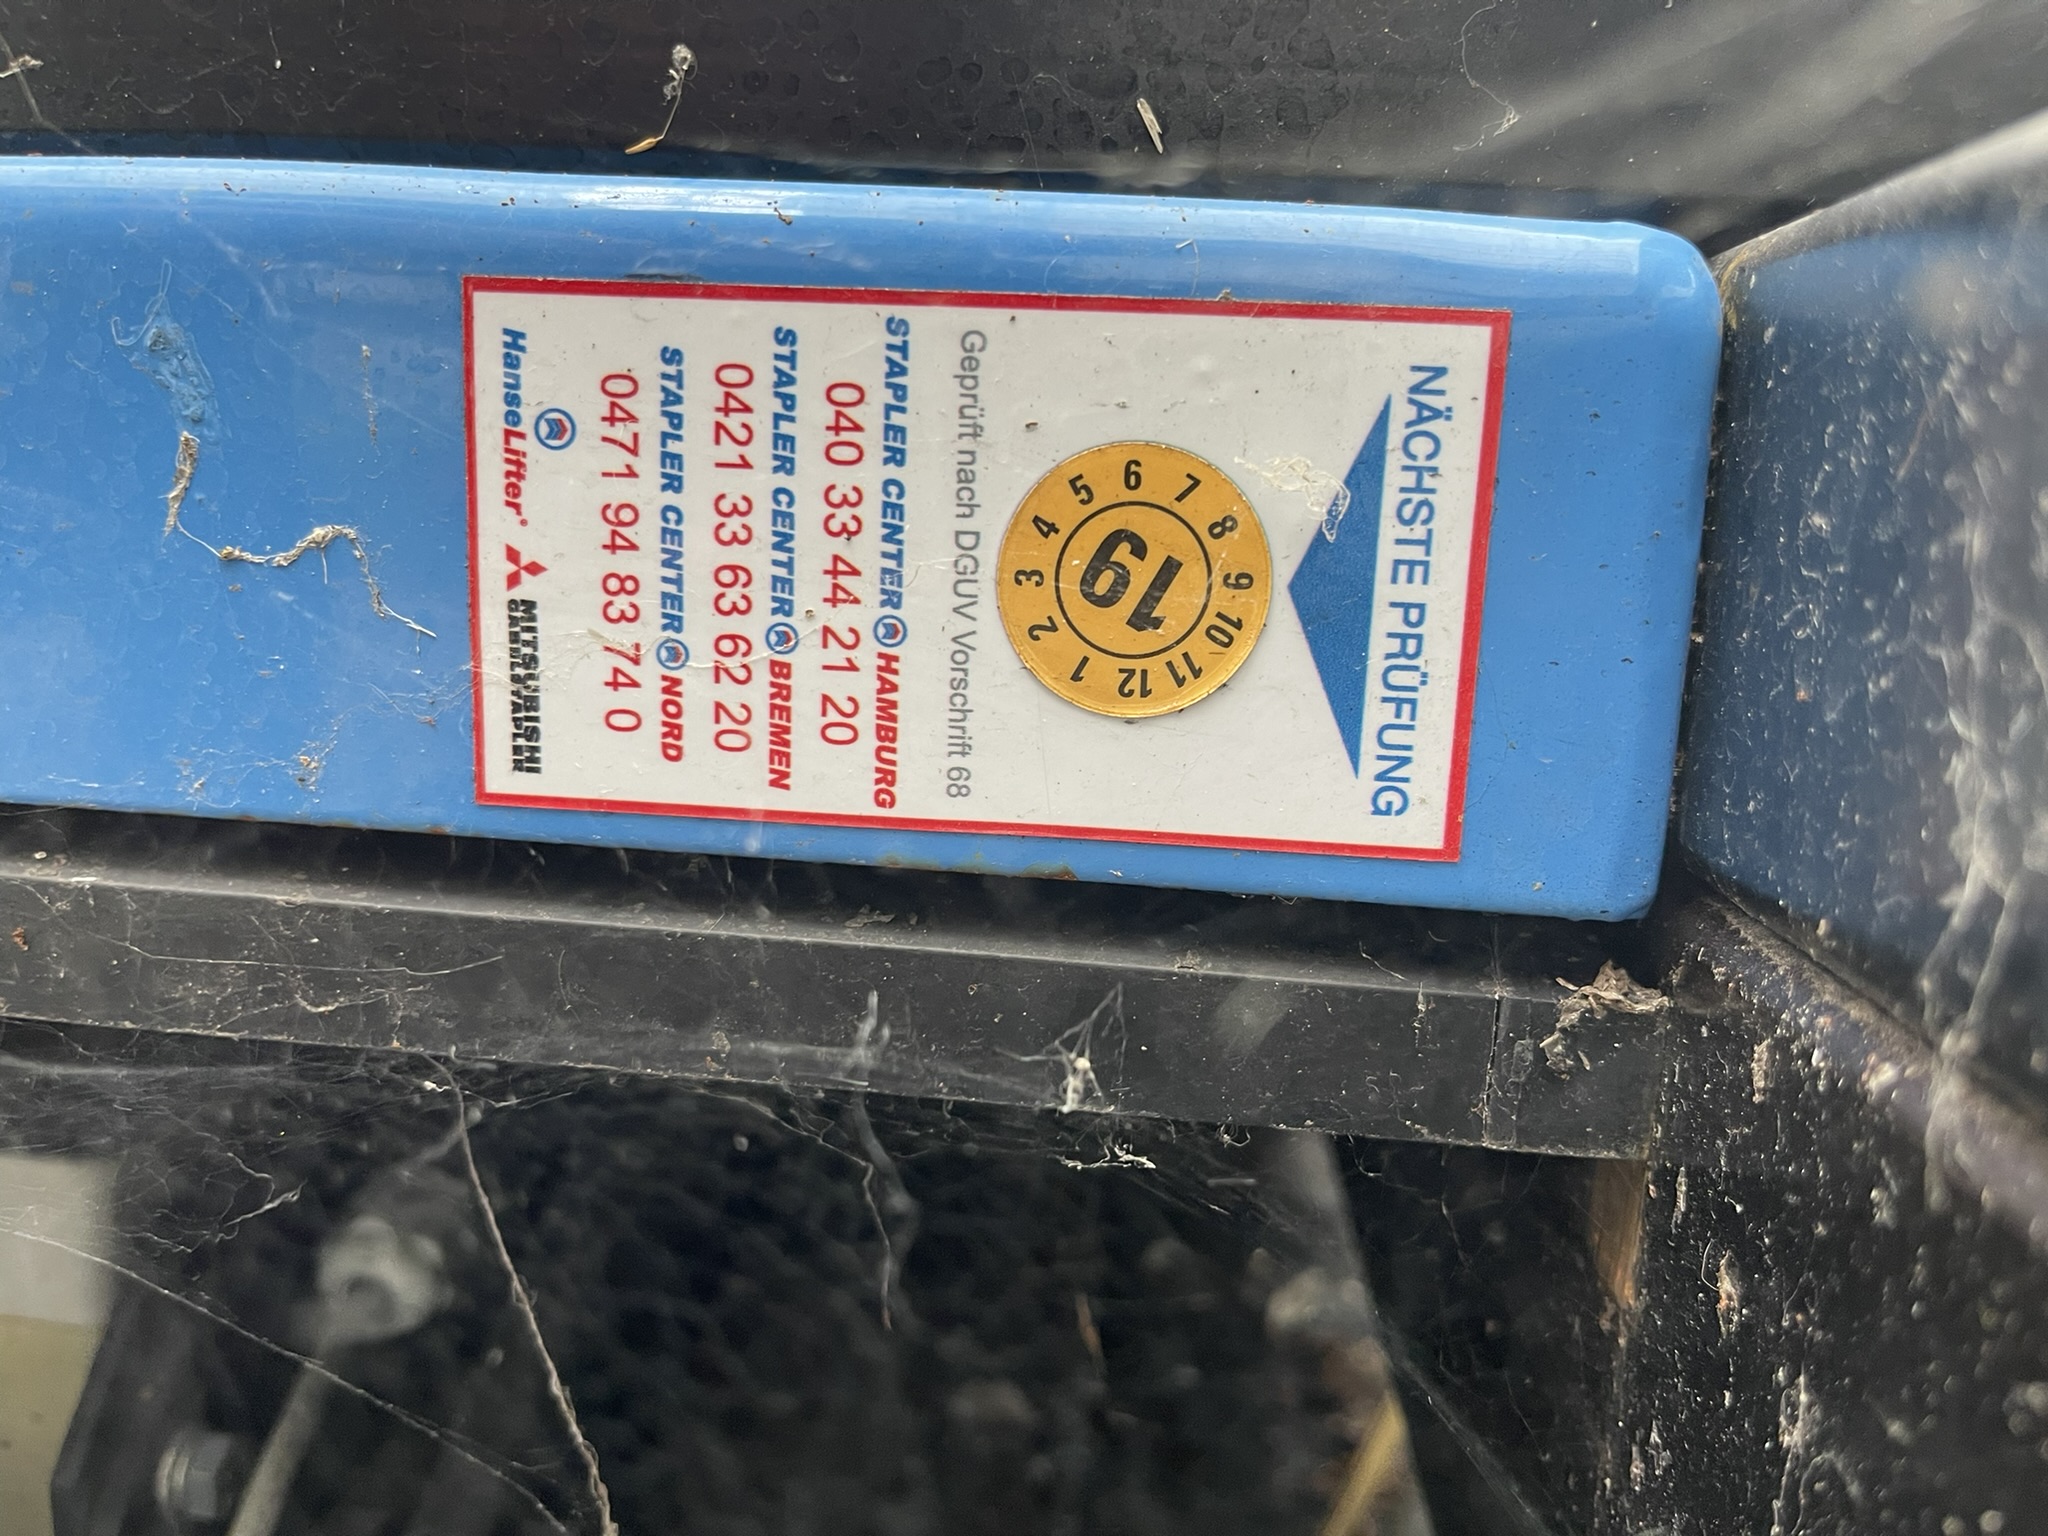 NÄCHSTE PRÜFUNG
1 2 3 4 5 6 7 8 9 10 11 12
19
Geprüft nach DGUV Vorschrift 68
STAPLER CENTER HAMBURG
040 33 44 21 20
STAPLER CENTER BREMEN
0421 33 63 62 20
STAPLER CENTER NORD
0471 94 83 74 0
HanseLifter® MITSUBISHI
GABELSTAPLER